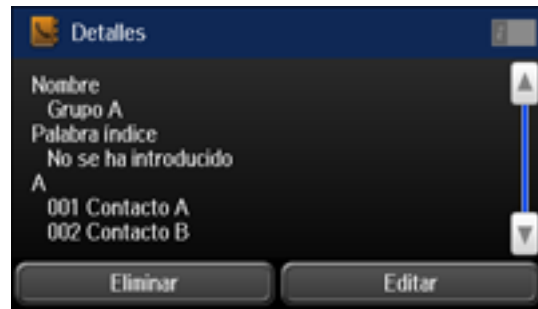 Detalles
Nombre
Grupo A
Palabra índice
No se ha introducido
A
001 Contacto A
002 Contacto B
Eliminar
Editar